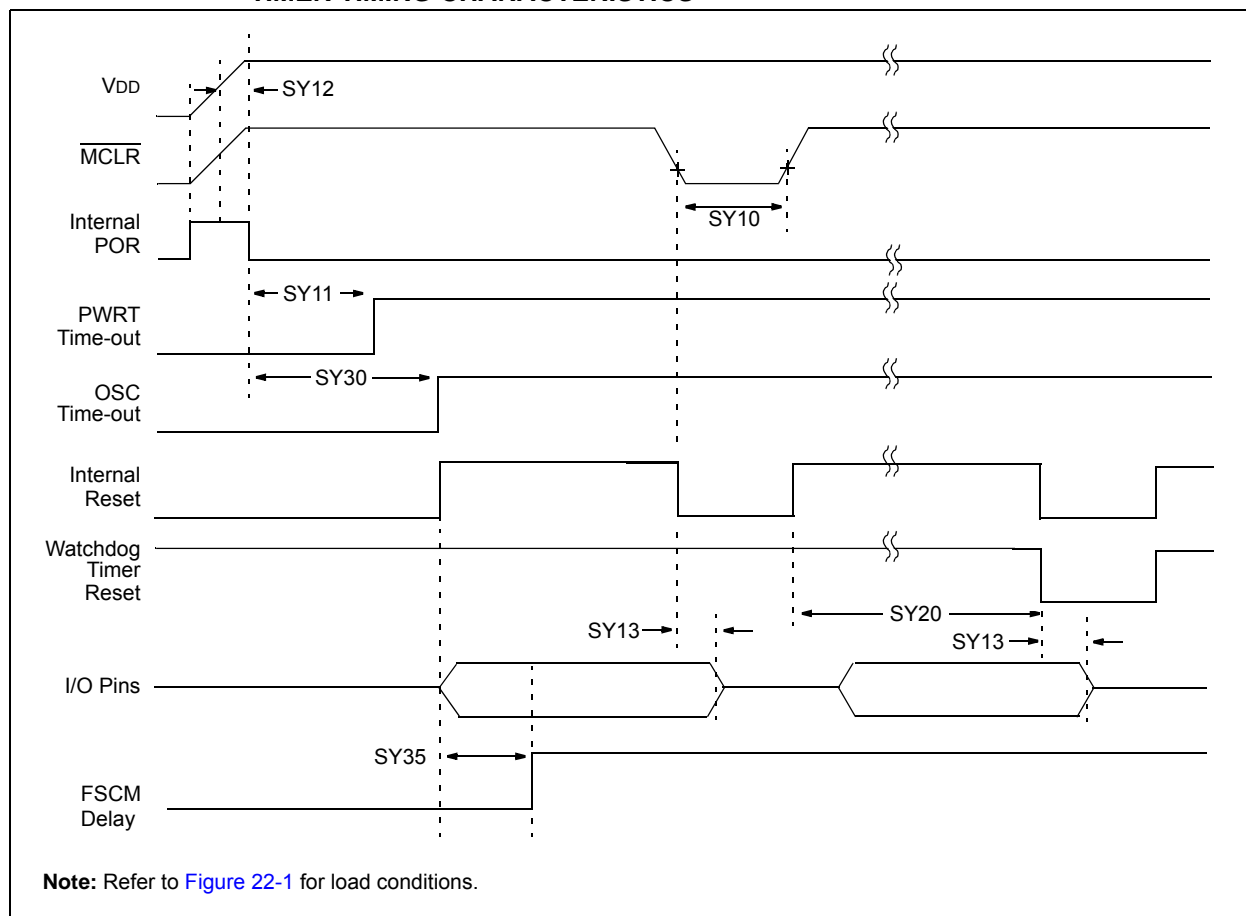 TIMER TIMING CHARACTERISTICS
VDD
SY12
MCLR
SY10
Internal
POR
SY11
PWRT
Time-out
SY30
OSC
Time-out
Internal
Reset
Watchdog
Timer
Reset
SY20
SY13
SY13
I/O Pins
SY35
FSCM
Delay
Note: Refer to Figure 22-1 for load conditions.